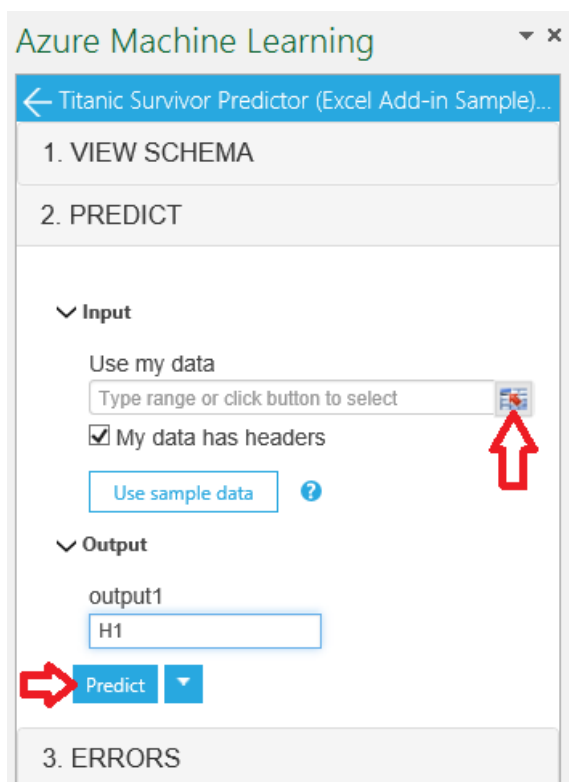 Azure Machine Learning
Titanic Survivor Predictor (Excel Add-in Sample)...
1. VIEW SCHEMA
2. PREDICT
Input
Use my data
Type range or click button to select
My data has headers
Use sample data ?
Output
output1
H1
Predict
3. ERRORS